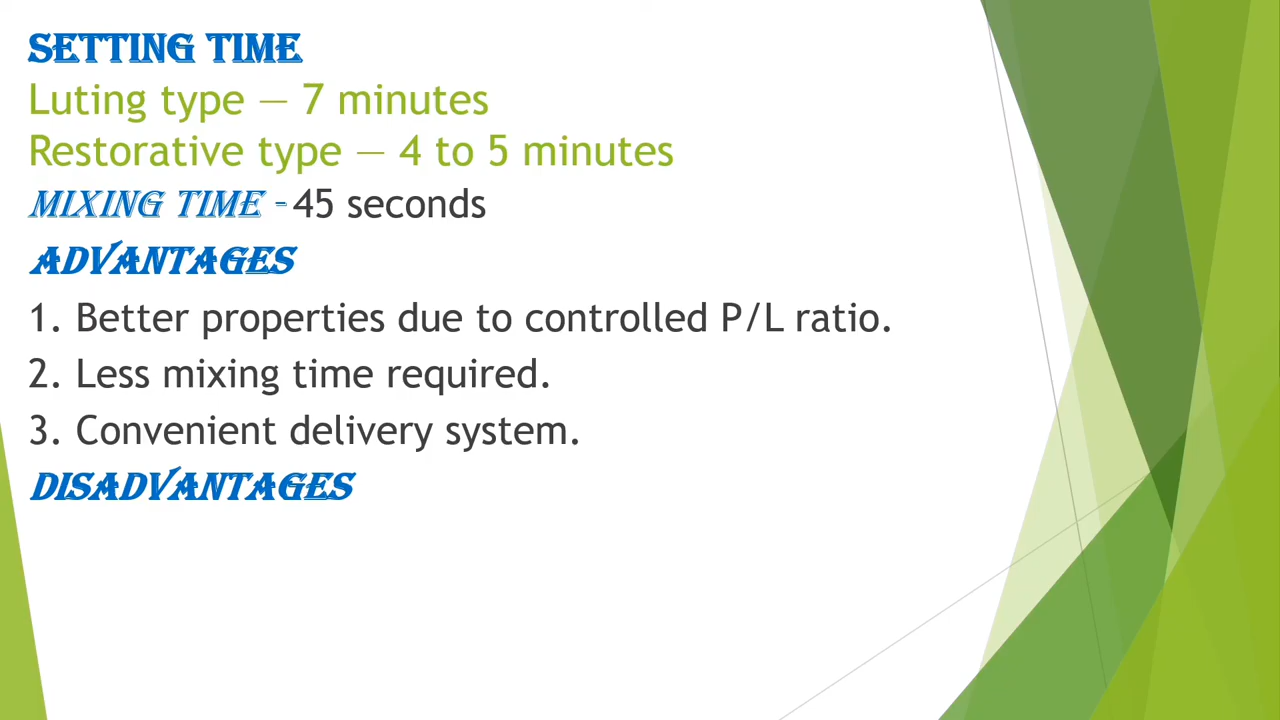 SETTING TIME
Luting type — 7 minutes
Restorative type — 4 to 5 minutes
MIXING TIME -45 seconds
ADVANTAGES
1. Better properties due to controlled P/L ratio.
2. Less mixing time required.
3. Convenient delivery system.
DISADVANTAGES